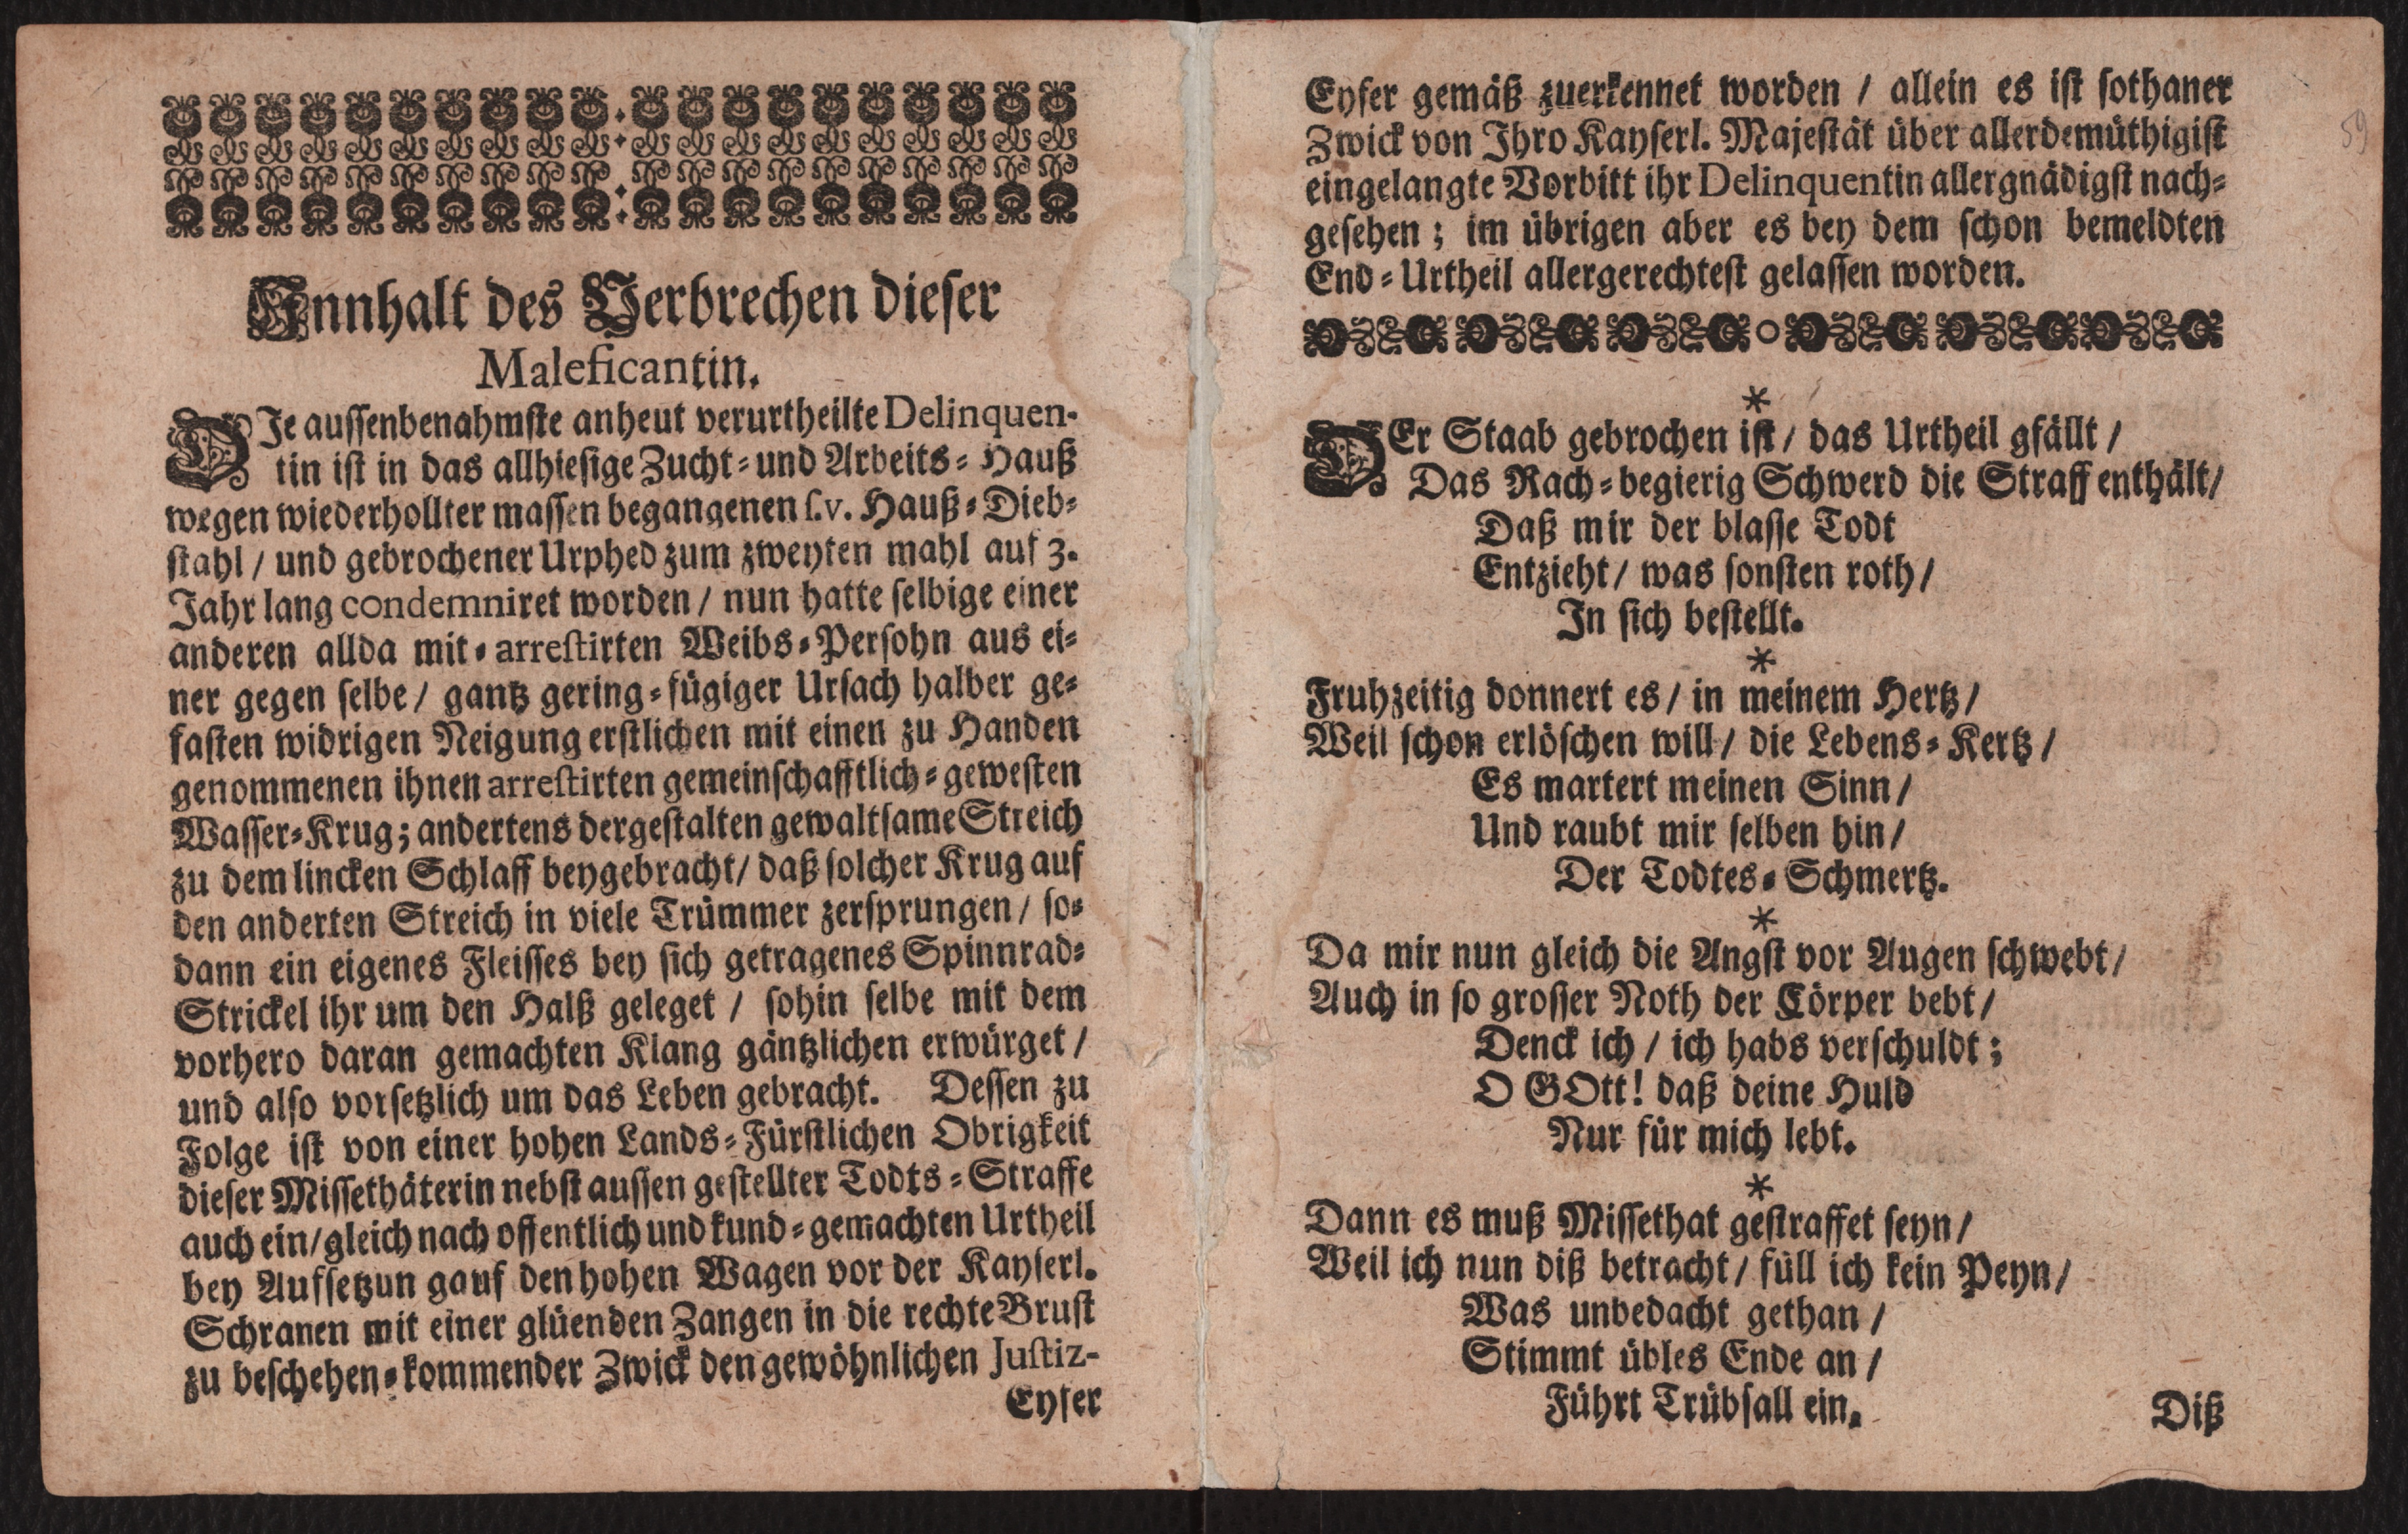 Innhalt des Verbrechen dieser
Maleficantin.
DIe aussenbenahmste anheut verurtheilte Delinquen-
tin ist in das allhiesige Zucht-und Arbeits-Hauß
wegen wiederhollter massen begangenen s.v. Hauß-Dieb-
stahl / und gebrochener Urphed zum zweyten mahl auf 3.
Jahr lang condemniret worden / nun hatte selbige einer
anderen allda mit-arrestirten Weibs-Persohn aus ei-
ner gegen selbe / gantz gering-fügiger Ursach halber ge-
fasten widrigen Neigung erstlichen mit einen zu Handen
genommenen ihnen arrestirten gemeinschafftlich-gewesten
Wasser-Krug; andertens dergestalten gewaltsame Streich
zu dem lincken Schlaff beygebracht / daß solcher Krug auf
den anderten Streich in viele Trümmer zersprungen / so-
dann ein eigenes Fleisses bey sich getragenes Spinnrad-
Strickel ihr um den Halß geleget / sohin selbe mit dem
vorhero daran gemachten Klang gäntzlichen erwürget /
und also vorsetzlich um das Leben gebracht. Dessen zu
Folge ist von einer hohen Lands-Fürstlichen Obrigkeit
dieser Missethäterin nebst aussen gestellter Todts-Straffe
auch ein / gleich nach offentlich und kund-gemachten Urtheil
bey Aufsetzun gauf den hohen Wagen vor der Kayserl.
Schranen mit einer glüenden Zangen in die rechte Brust
zu beschehen-kommender Zwick den gewöhnlichen Justiz-
Eyser
Eyser gemäß zuerkennet worden / allein es ist sothaner
Zwick von Ihro Kayserl. Majestät über allerdemüthigist
eingelangte Vorbitt ihr Delinquentin allergnädigst nach-
gesehen; im übrigen aber es bey dem schon bemeldten
End-Urtheil allergerechtest gelassen worden.
59
*
DEr Staab gebrochen ist / das Urtheil gfällt /
Das Rach-begierig Schwerd die Straff enthält /
Daß mir der blasse Todt
Entzieht / was sonsten roth /
In sich bestellt.
*
Fruhzeitig donnert es / in meinem Hertz /
Weil schon erlöschen will / die Lebens-Kertz /
Es martert meinen Sinn /
Und raubt mir selben hin /
Der Todtes-Schmertz.
*
Da mir nun gleich die Angst vor Augen schwebt /
Auch in so grosser Noth der Cörper bebt /
Denck ich / ich habs verschuldt;
O GOtt! daß deine Huld
Nur für mich lebt.
*
Dann es muß Missethat gestraffet seyn /
Weil ich nun diß betracht / füll ich kein Peyn /
Was unbedacht gethan /
Stimmt übles Ende an /
Führt Trübsall ein.
Diß